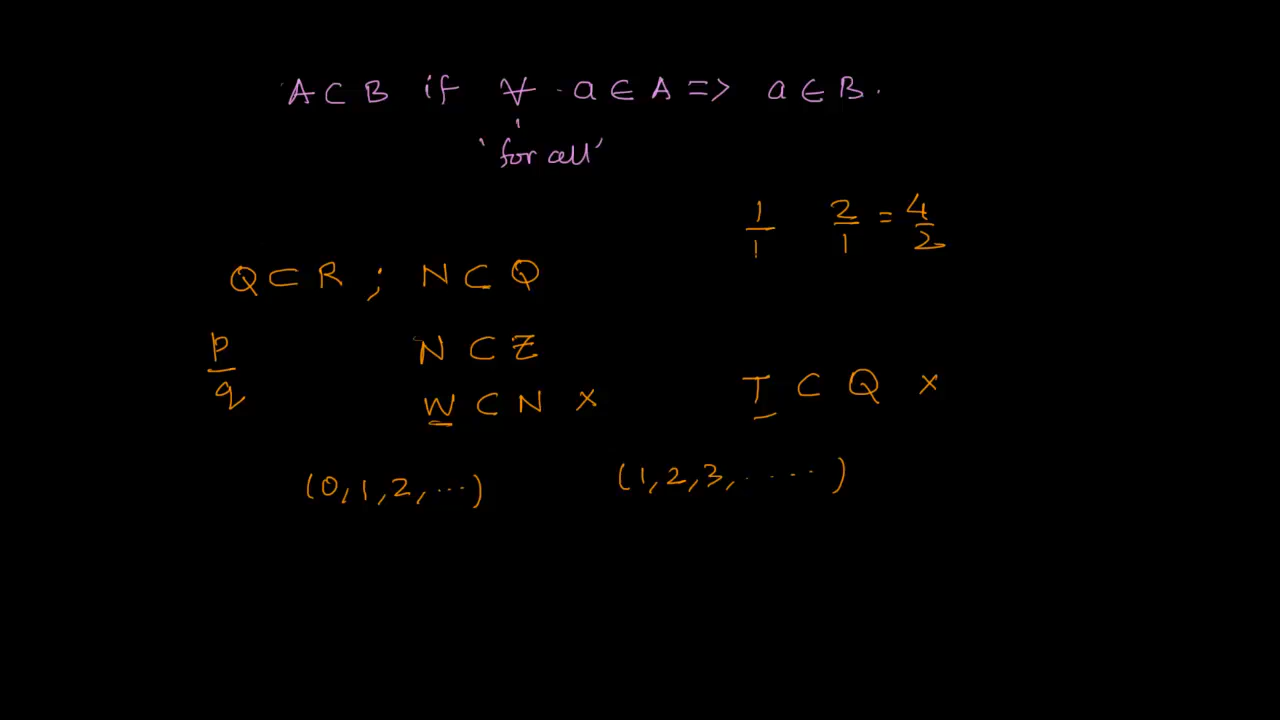 A ⊂ B if ∀ a ∈ A => a ∈ B.
'for all'
1/1 2/1 = 4/2
Q ⊂ R ; N ⊂ Q
p/q N ⊂ Z
W ⊂ N × T ⊂ Q ×
(0, 1, 2, ...) (1, 2, 3, .....)